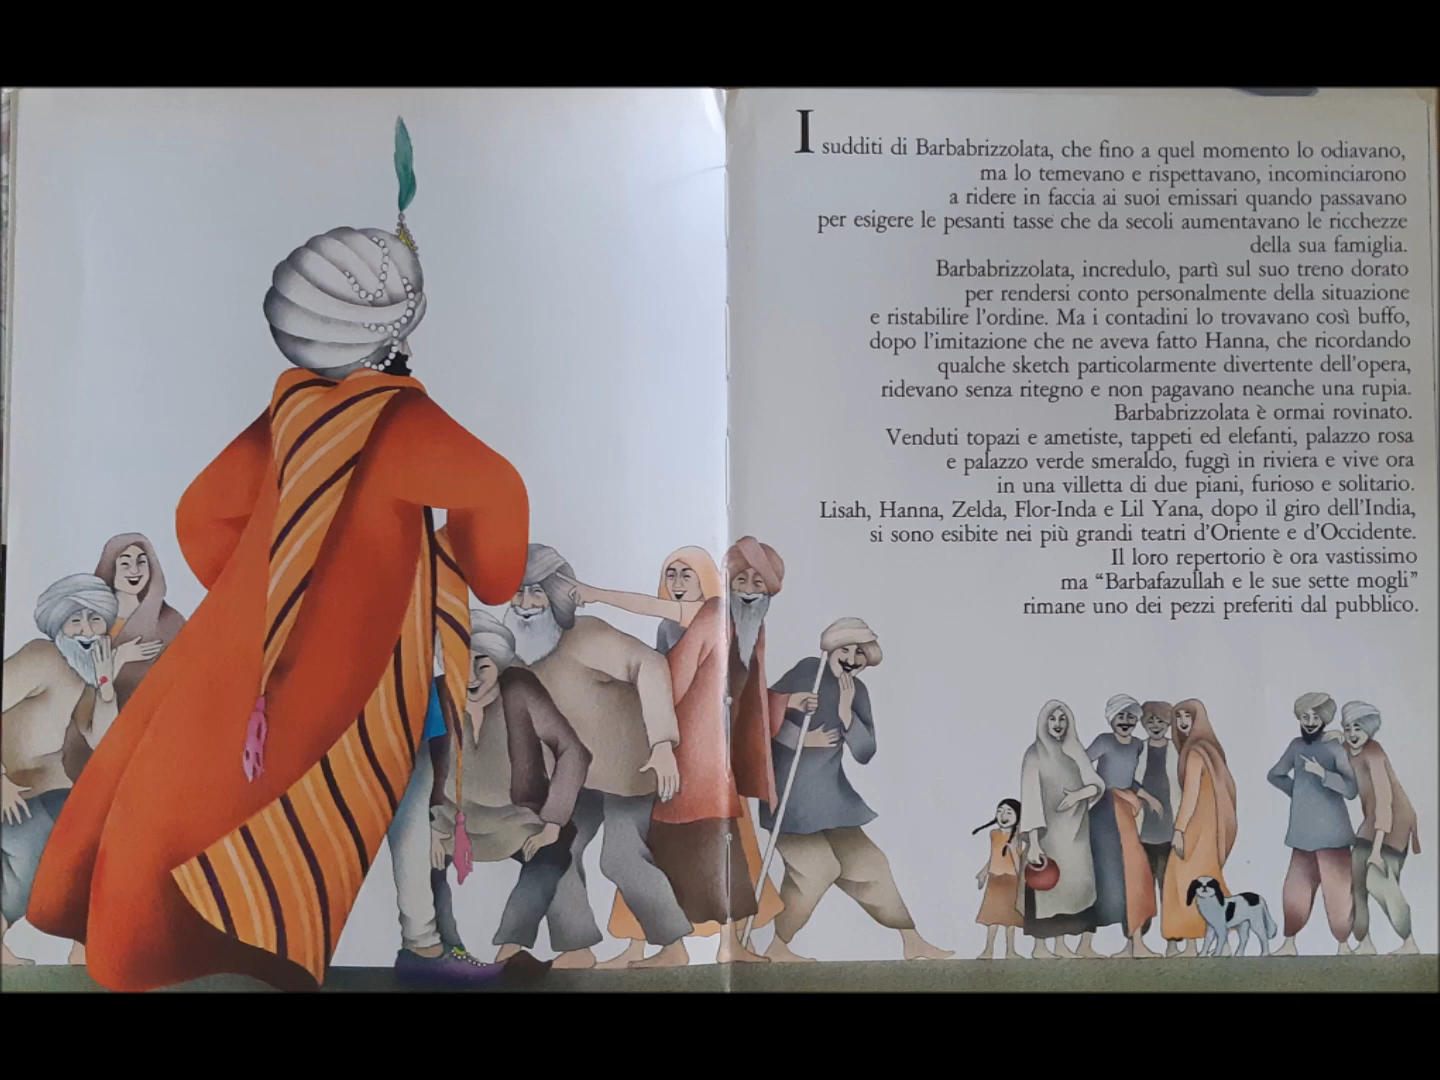 I sudditi di Barbabrizzolata, che fino a quel momento lo odiavano,
ma lo temevano e rispettavano, incominciarono
a ridere in faccia ai suoi emissari quando passavano
per esigere le pesanti tasse che da secoli aumentavano le ricchezze
della sua famiglia.
Barbabrizzolata, incredulo, partì sul suo treno dorato
per rendersi conto personalmente della situazione
e ristabilire l'ordine. Ma i contadini lo trovavano così buffo,
dopo l'imitazione che ne aveva fatto Hanna, che ricordando
qualche sketch particolarmente divertente dell'opera,
ridevano senza ritegno e non pagavano neanche una rupia.
Barbabrizzolata è ormai rovinato.
Venduti topazi e ametiste, tappeti ed elefanti, palazzo rosa
e palazzo verde smeraldo, fuggì in riviera e vive ora
in una villetta di due piani, furioso e solitario.
Lisah, Hanna, Zelda, Flor-Inda e Lil Yana, dopo il giro dell'India,
si sono esibite nei più grandi teatri d'Oriente e d'Occidente.
Il loro repertorio è ora vastissimo
ma “Barbafazullah e le sue sette mogli”
rimane uno dei pezzi preferiti dal pubblico.